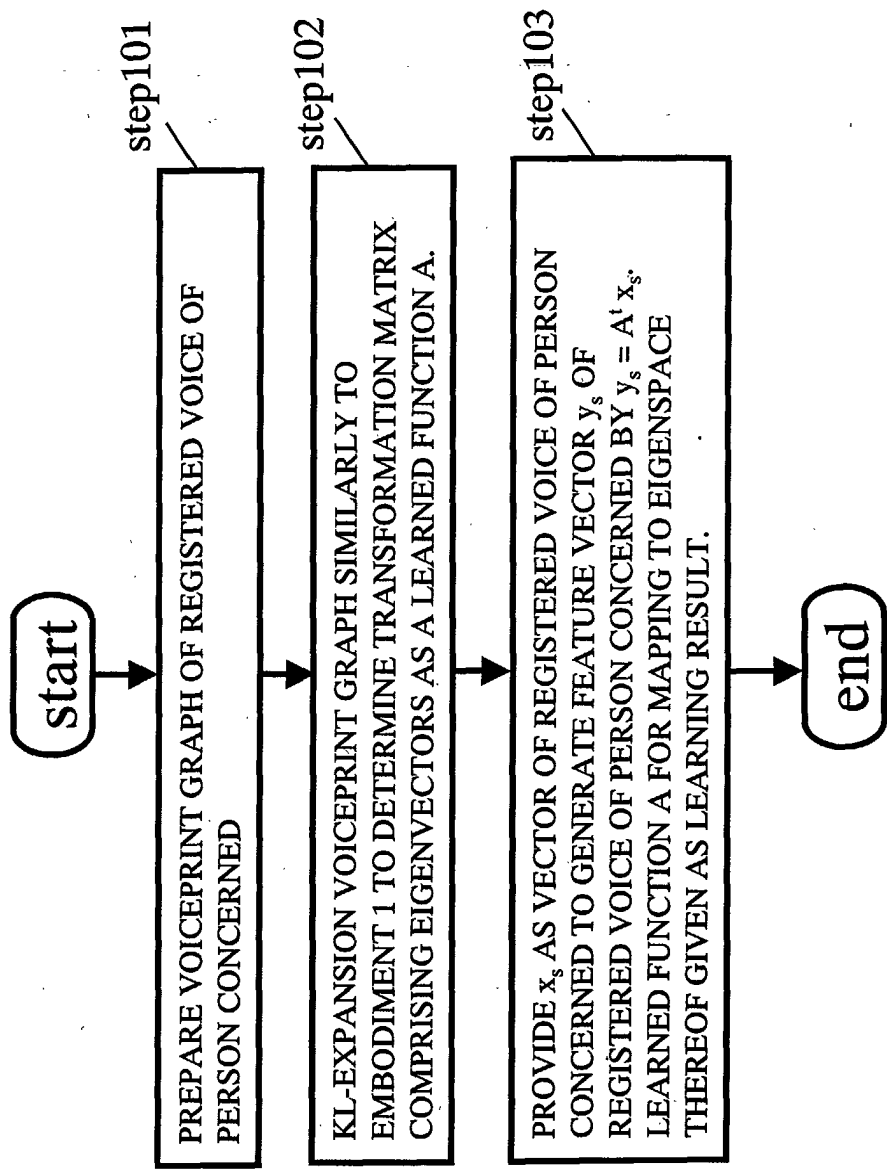 start
step101
PREPARE VOICEPRINT GRAPH OF REGISTERED VOICE OF
PERSON CONCERNED
step102
KL-EXPANSION VOICEPRINT GRAPH SIMILARLY TO
EMBODIMENT 1 TO DETERMINE TRANSFORMATION MATRIX
COMPRISING EIGENVECTORS AS A LEARNED FUNCTION A.
step103
PROVIDE xₛ AS VECTOR OF REGISTERED VOICE OF PERSON
CONCERNED TO GENERATE FEATURE VECTOR yₛ OF
REGISTERED VOICE OF PERSON CONCERNED BY yₛ = Aᵗ xₛ.
LEARNED FUNCTION A FOR MAPPING TO EIGENSPACE
THEREOF GIVEN AS LEARNING RESULT.
end